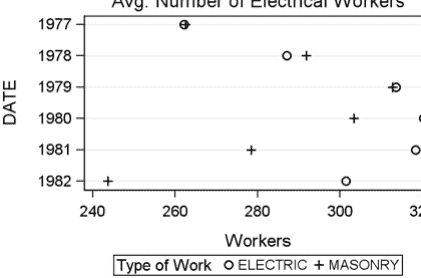 Avg. Number of Electrical Workers
1977
1978
1979
1980
1981
1982
DATE
240 260 280 300
Workers
Type of Work ELECTRIC MASONRY